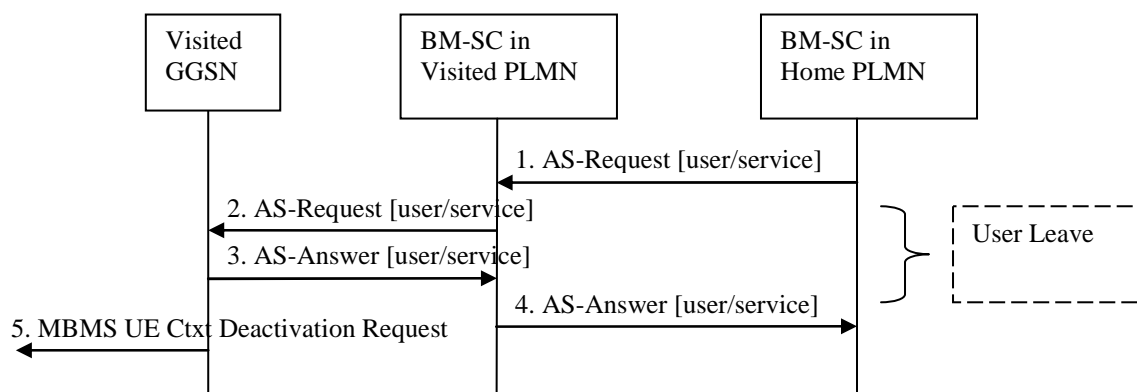 Visited
GGSN
BM-SC in
Visited PLMN
BM-SC in
Home PLMN
1. AS-Request [user/service]
2. AS-Request [user/service]
User Leave
3. AS-Answer [user/service]
4. AS-Answer [user/service]
5. MBMS UE Ctxt Deactivation Request